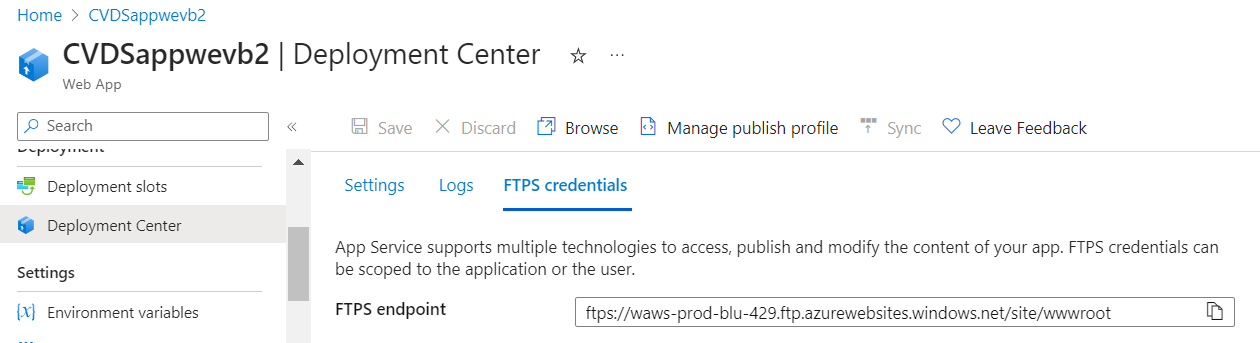 Home > CVDSappwevb2
CVDSappwevb2 | Deployment Center
Web App
Search
Save
Discard
Browse
Manage publish profile
Sync
Leave Feedback
Deployment
Deployment slots
Deployment Center
Settings
Environment variables
Settings
Logs
FTPS credentials
App Service supports multiple technologies to access, publish and modify the content of your app. FTPS credentials can
be scoped to the application or the user.
FTPS endpoint
ftps://waws-prod-blu-429.ftp.azurewebsites.windows.net/site/wwwroot